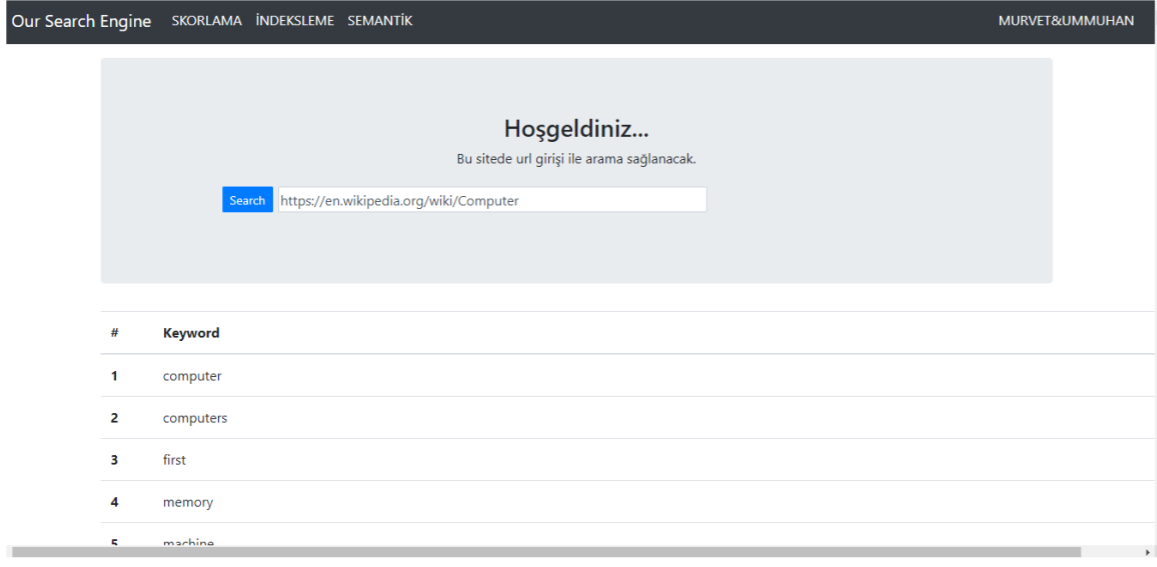 Our Search Engine SKORLAMA İNDEKSLEME SEMANTİK MURVET&UMMUHAN
Hoşgeldiniz...
Bu sitede url girişi ile arama sağlanacak.
Search https://en.wikipedia.org/wiki/Computer
# Keyword
1 computer
2 computers
3 first
4 memory
5 machine